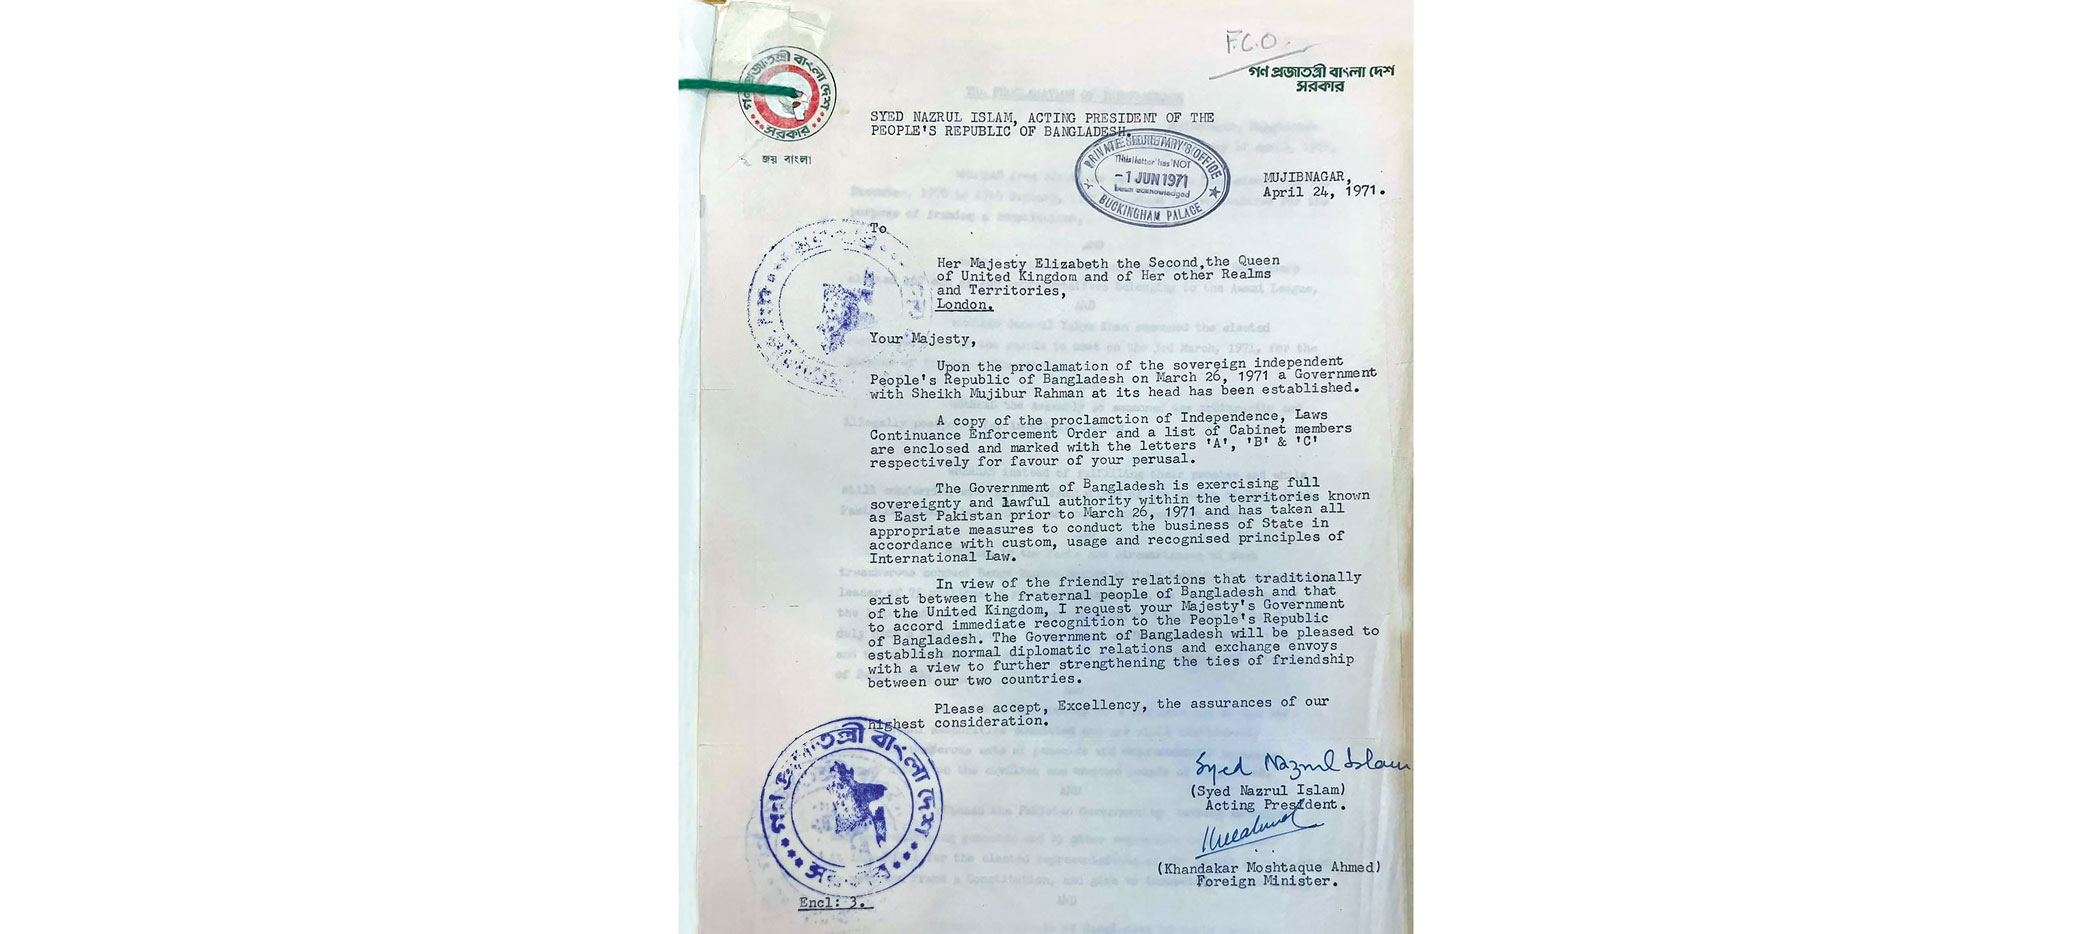 F.C.O.
গণ প্রজাতন্ত্রী বাংলা দেশ
সরকার
গণ প্রজাতন্ত্রী বাংলা দেশ
সরকার
জয় বাংলা
SYED NAZRUL ISLAM, ACTING PRESIDENT OF THE
PEOPLE'S REPUBLIC OF BANGLADESH.
PRIVATE SECRETARY'S OFFICE
This letter has NOT
-1 JUN 1971
been acknowledged
BUCKINGHAM PALACE
MUJIBNAGAR,
April 24, 1971.
To
Her Majesty Elizabeth the Second,the Queen
of United Kingdom and of Her other Realms
and Territories,
London.
Your Majesty,
Upon the proclamation of the sovereign independent
People's Republic of Bangladesh on March 26, 1971 a Government
with Sheikh Mujibur Rahman at its head has been established.
A copy of the proclamction of Independence, Laws
Continuance Enforcement Order and a list of Cabinet members
are enclosed and marked with the letters 'A', 'B' & 'C'
respectively for favour of your perusal.
The Government of Bangladesh is exercising full
sovereignty and lawful authority within the territories known
as East Pakistan prior to March 26, 1971 and has taken all
appropriate measures to conduct the business of State in
accordance with custom, usage and recognised principles of
International Law.
In view of the friendly relations that traditionally
exist between the fraternal people of Bangladesh and that
of the United Kingdom, I request your Majesty's Government
to accord immediate recognition to the People's Republic
of Bangladesh. The Government of Bangladesh will be pleased to
establish normal diplomatic relations and exchange envoys
with a view to further strengthening the ties of friendship
between our two countries.
Please accept, Excellency, the assurances of our
highest consideration.
Syed Nazrul Islam
(Syed Nazrul Islam)
Acting President.
(Khandakar Moshtaque Ahmed)
Foreign Minister.
গণ প্রজাতন্ত্রী বাংলা দেশ
সরকার
Encl: 3.